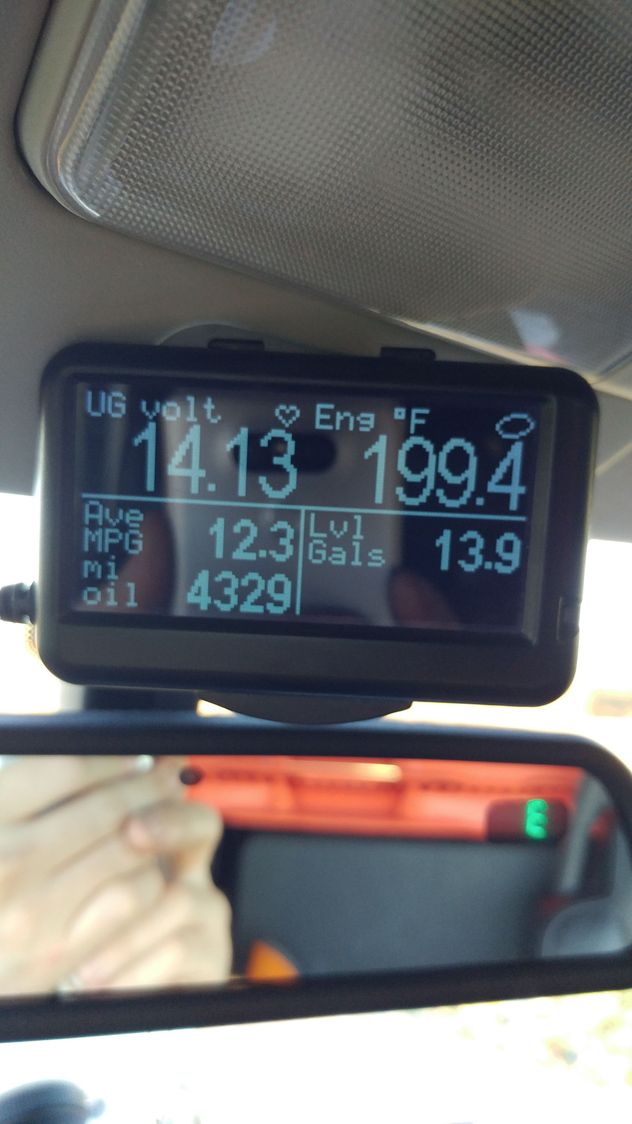 UG volt ♡ Eng °F
14.13 199.4
Ave
MPG 12.3
mi
oil 4329
Lvl
Gals 13.9
E